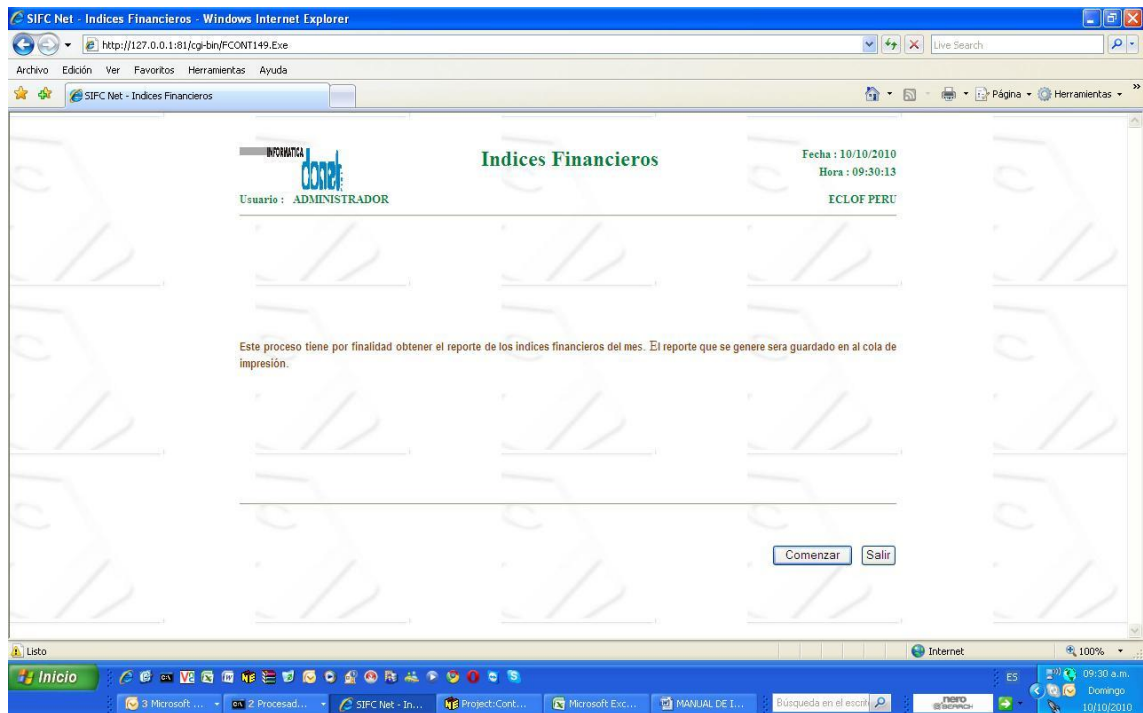 SIFC Net - Indices Financieros - Windows Internet Explorer
http://127.0.0.1:81/cgi-bin/FCONT149.Exe
Live Search
Archivo Edición Ver Favoritos Herramientas Ayuda
SIFC Net - Indices Financieros
Página
Herramientas
INFORMATICA
donet
Indices Financieros
Fecha : 10/10/2010
Hora : 09:30:13
Usuario : ADMINISTRADOR
ECLOF PERU
Este proceso tiene por finalidad obtener el reporte de los indices financieros del mes. El reporte que se genere sera guardado en al cola de
impresión.
Comenzar Salir
Listo
Internet
100%
Inicio
ES
09:30 a.m.
Domingo
10/10/2010
3 Microsoft ...
2 Procesad...
SIFC Net - In...
Project:Cont...
Microsoft Exc...
MANUAL DE I...
Búsqueda en el escrit
nero
SEARCH